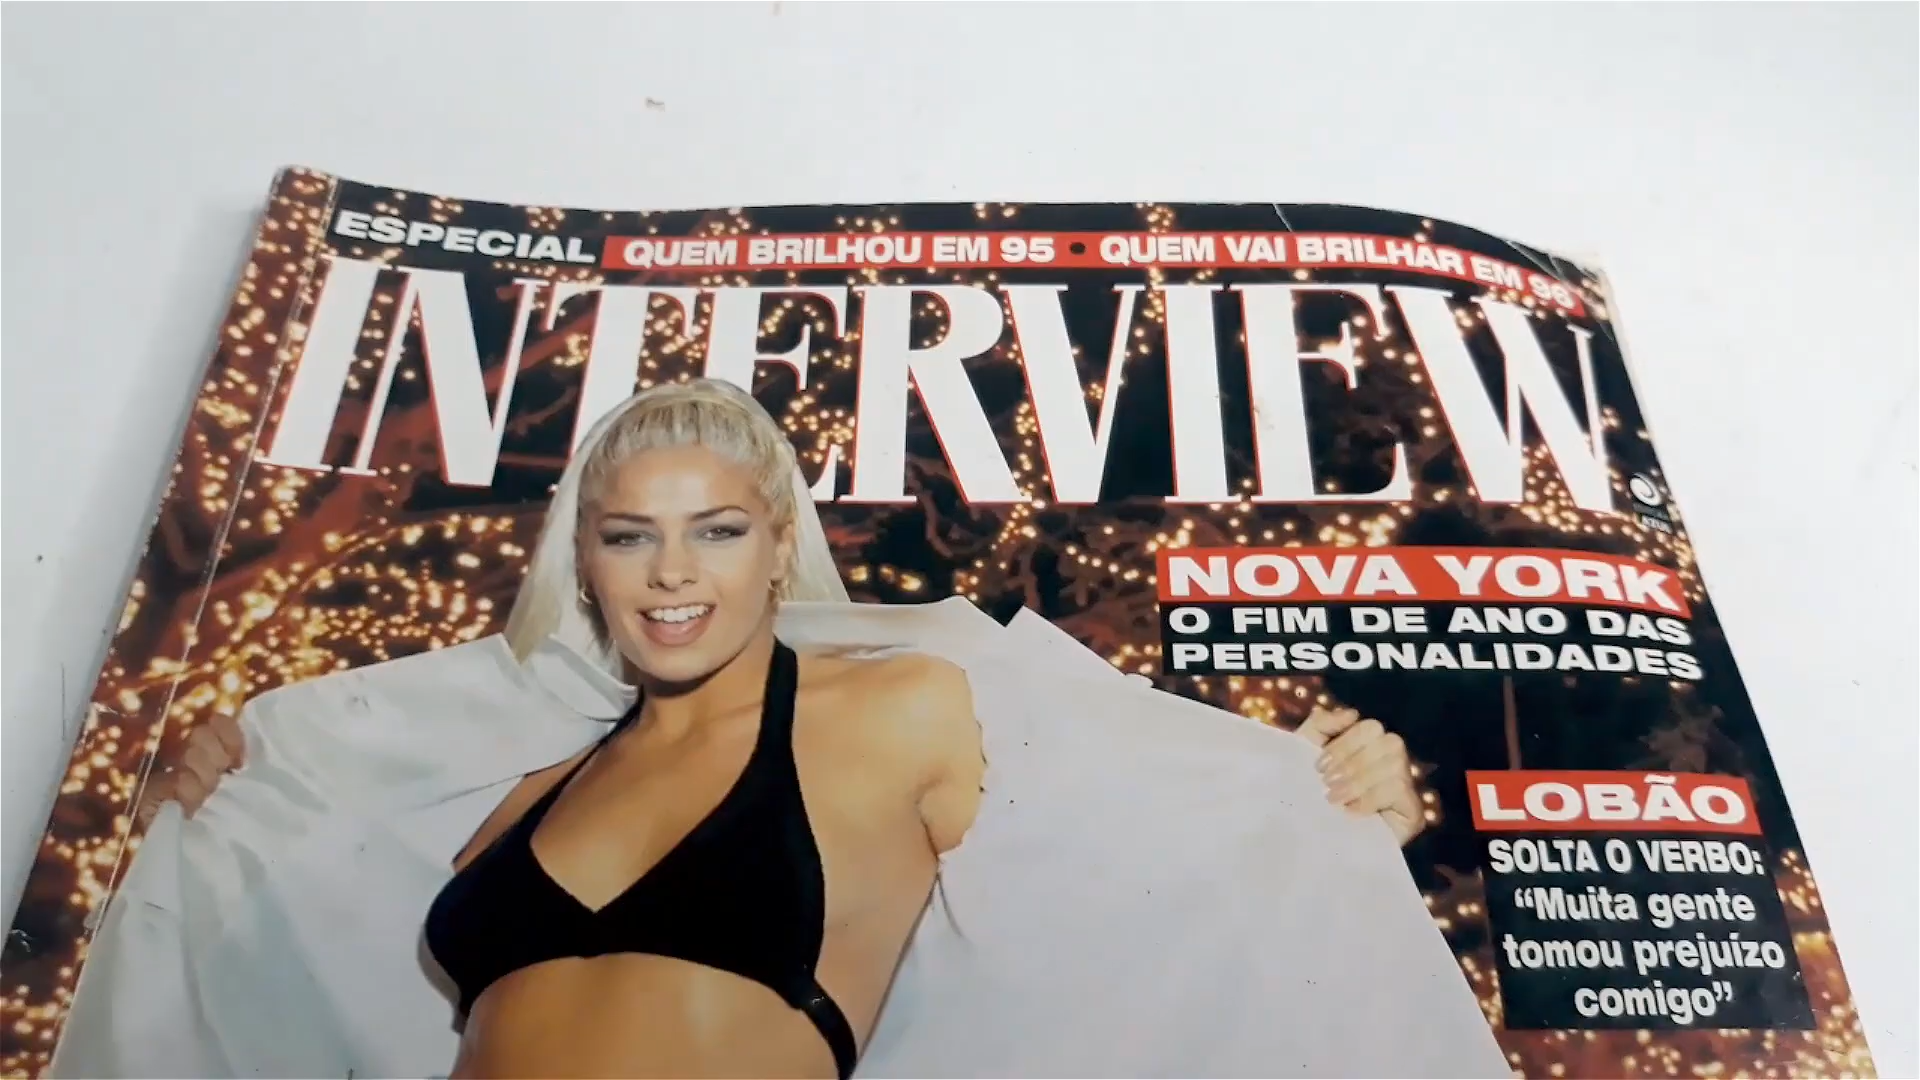 ESPECIAL QUEM BRILHOU EM 95 • QUEM VAI BRILHAR EM 96
INTERVIEW
AZUL
NOVA YORK
O FIM DE ANO DAS
PERSONALIDADES
LOBÃO
SOLTA O VERBO:
“Muita gente
tomou prejuízo
comigo”